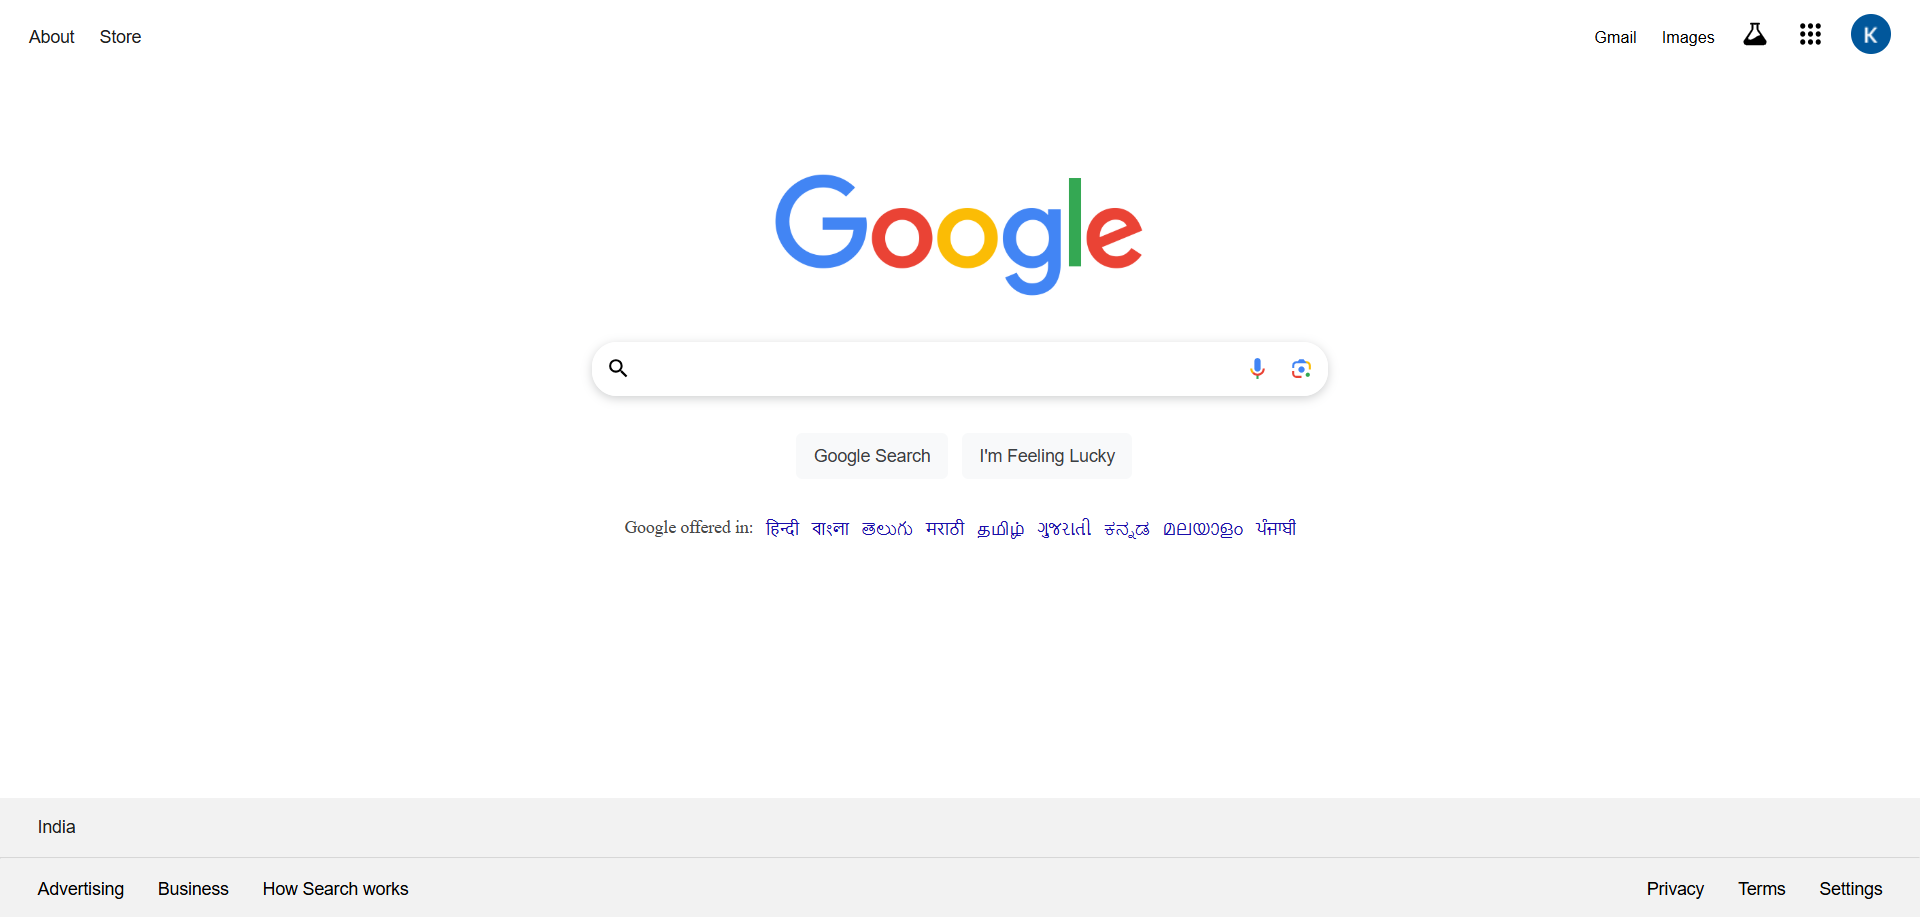 About Store Gmail Images K
Google
Google Search I'm Feeling Lucky
Google offered in: हिन्दी বাংলা తెలుగు मराठी தமிழ் ગુજરાતી ಕನ್ನಡ മലയാളം ਪੰਜਾਬੀ
India
Advertising Business How Search works Privacy Terms Settings